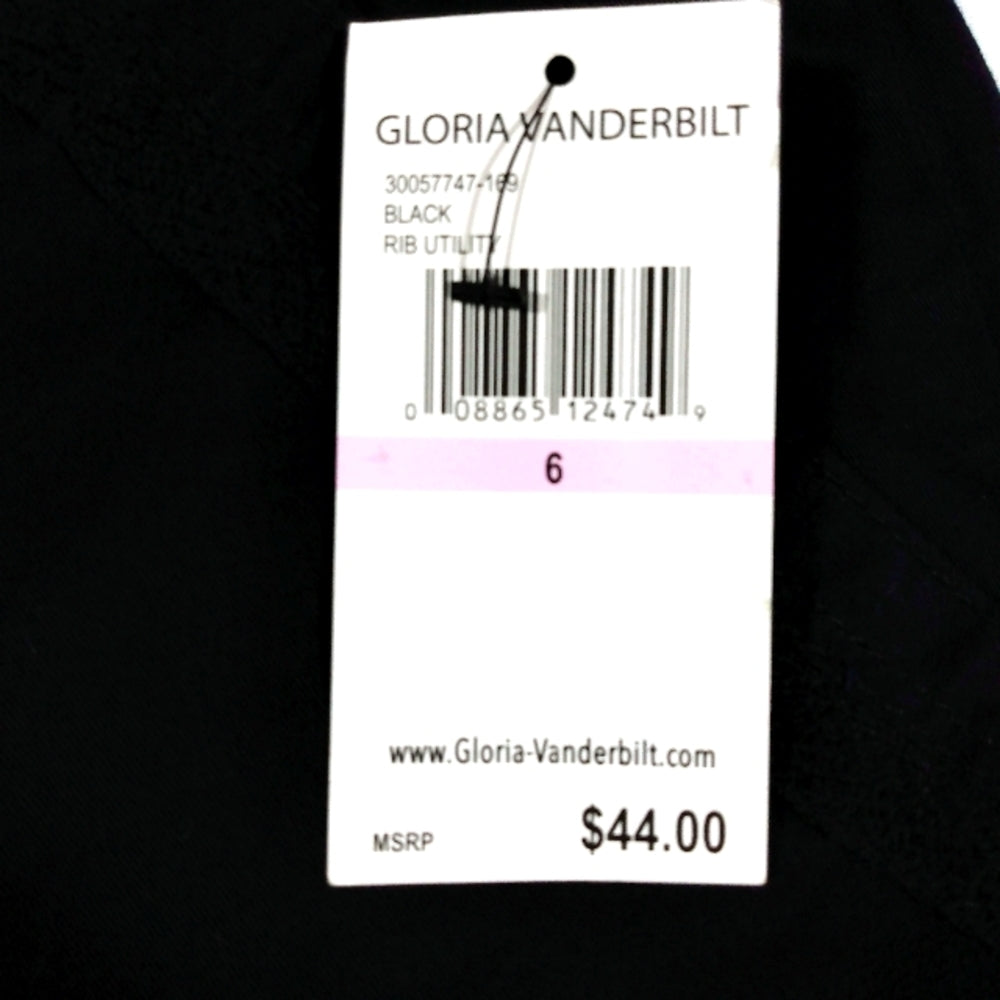 GLORIA VANDERBILT
30057747-169
BLACK
RIB UTILITY
0 08865 12474 9
6
www.Gloria-Vanderbilt.com
MSRP $44.00